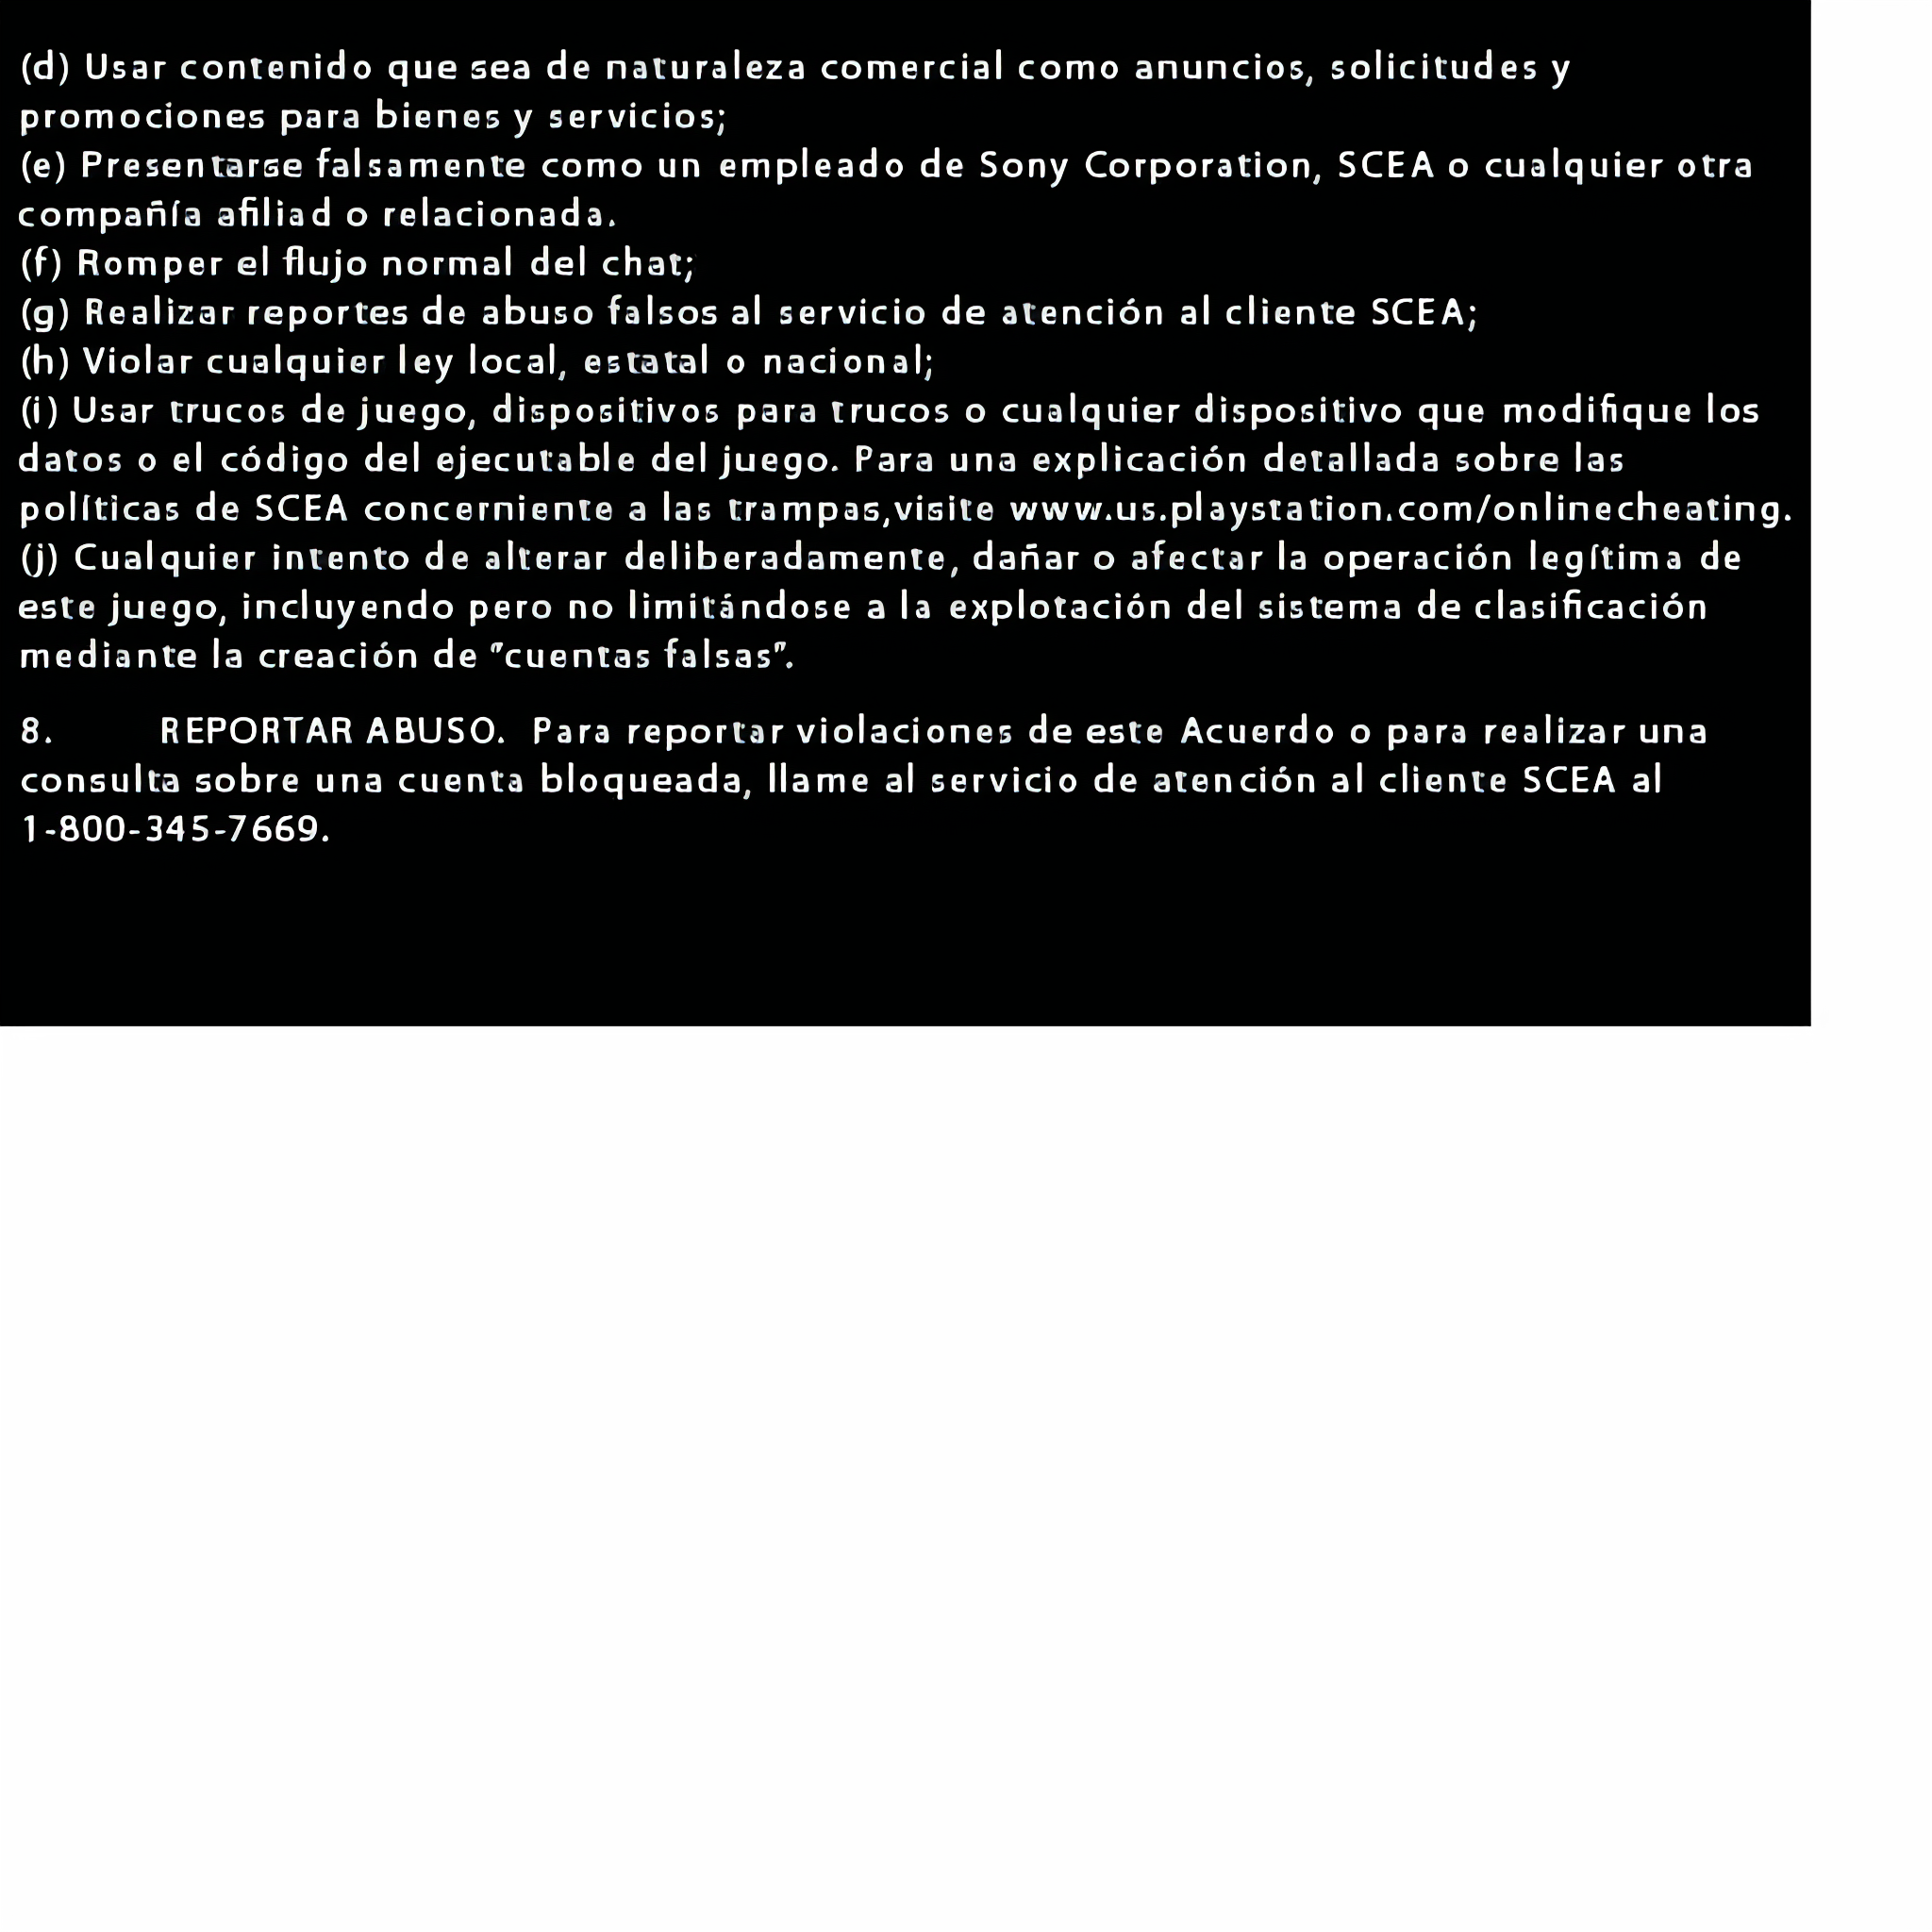 (d) Usar contenido que sea de naturaleza comercial como anuncios, solicitudes y
promociones para bienes y servicios;
(e) Presentarse falsamente como un empleado de Sony Corporation, SCEA o cualquier otra
compañía afiliad o relacionada.
(f) Romper el flujo normal del chat;
(g) Realizar reportes de abuso falsos al servicio de atención al cliente SCEA;
(h) Violar cualquier ley local, estatal o nacional;
(i) Usar trucos de juego, dispositivos para trucos o cualquier dispositivo que modifique los
datos o el código del ejecutable del juego. Para una explicación detallada sobre las
políticas de SCEA concerniente a las trampas,visite www.us.playstation.com/onlinecheating.
(j) Cualquier intento de alterar deliberadamente, dañar o afectar la operación legítima de
este juego, incluyendo pero no limitándose a la explotación del sistema de clasificación
mediante la creación de "cuentas falsas".
8. REPORTAR ABUSO. Para reportar violaciones de este Acuerdo o para realizar una
consulta sobre una cuenta bloqueada, llame al servicio de atención al cliente SCEA al
1-800-345-7669.